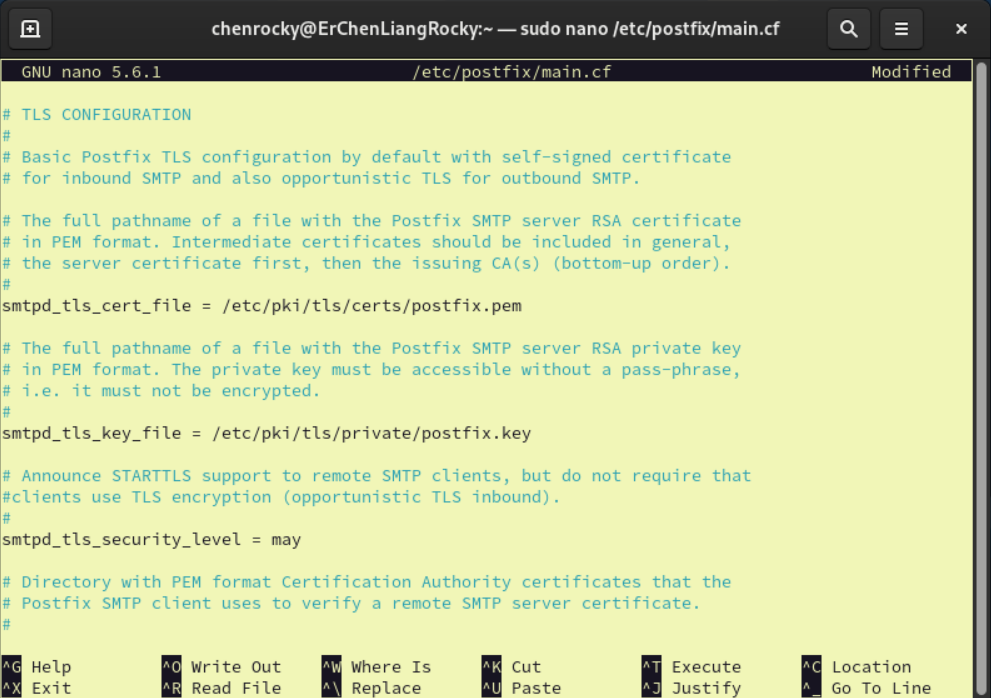 chenrocky@ErChenLiangRocky:~ — sudo nano /etc/postfix/main.cf
GNU nano 5.6.1 /etc/postfix/main.cf Modified
# TLS CONFIGURATION
#
# Basic Postfix TLS configuration by default with self-signed certificate
# for inbound SMTP and also opportunistic TLS for outbound SMTP.
# The full pathname of a file with the Postfix SMTP server RSA certificate
# in PEM format. Intermediate certificates should be included in general,
# the server certificate first, then the issuing CA(s) (bottom-up order).
#
smtpd_tls_cert_file = /etc/pki/tls/certs/postfix.pem
# The full pathname of a file with the Postfix SMTP server RSA private key
# in PEM format. The private key must be accessible without a pass-phrase,
# i.e. it must not be encrypted.
#
smtpd_tls_key_file = /etc/pki/tls/private/postfix.key
# Announce STARTTLS support to remote SMTP clients, but do not require that
#clients use TLS encryption (opportunistic TLS inbound).
#
smtpd_tls_security_level = may
# Directory with PEM format Certification Authority certificates that the
# Postfix SMTP client uses to verify a remote SMTP server certificate.
#
^G Help ^O Write Out ^W Where Is ^K Cut ^T Execute ^C Location
^X Exit ^R Read File ^\ Replace ^U Paste ^J Justify ^_ Go To Line